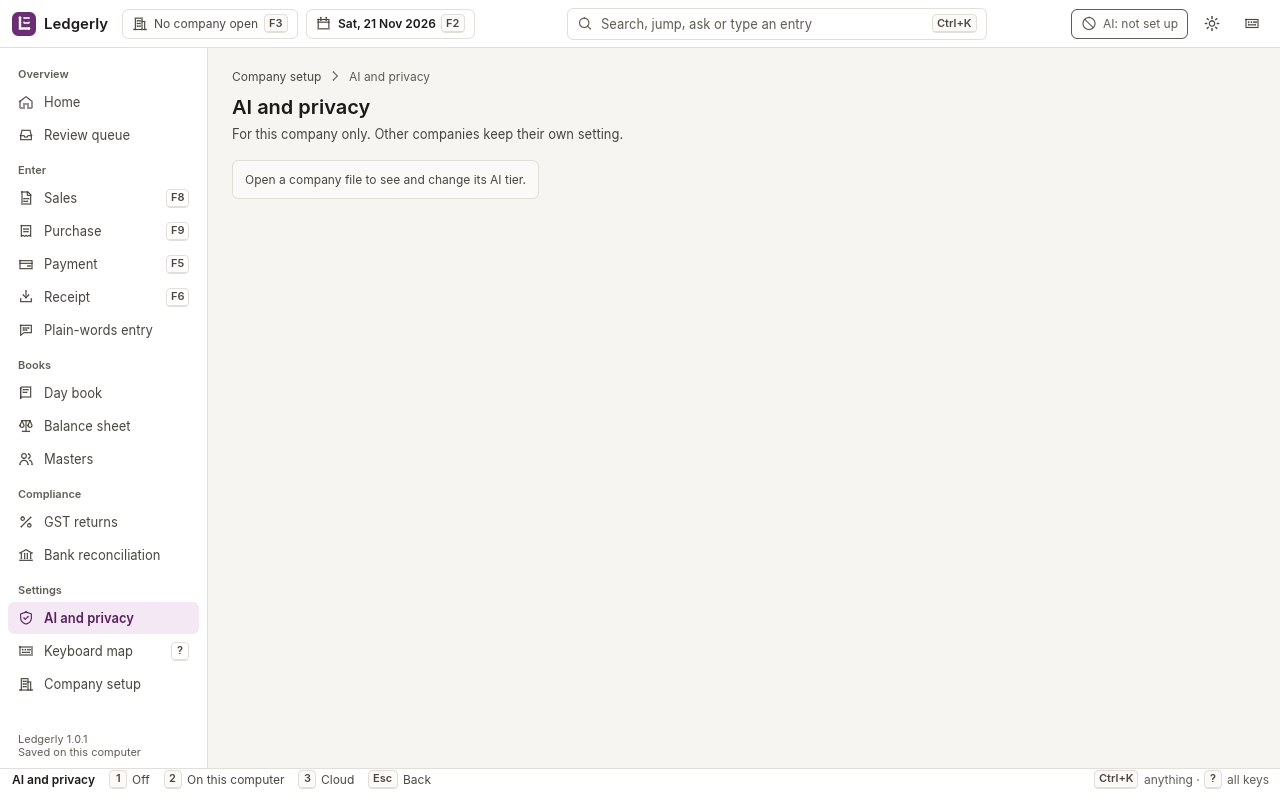 Ledgerly
No company open F3
Sat, 21 Nov 2026 F2
Search, jump, ask or type an entry Ctrl+K
AI: not set up
Overview
Home
Review queue
Enter
Sales F8
Purchase F9
Payment F5
Receipt F6
Plain-words entry
Books
Day book
Balance sheet
Masters
Compliance
GST returns
Bank reconciliation
Settings
AI and privacy
Keyboard map ?
Company setup
Ledgerly 1.0.1
Saved on this computer
Company setup AI and privacy
AI and privacy
For this company only. Other companies keep their own setting.
Open a company file to see and change its AI tier.
AI and privacy 1 Off 2 On this computer 3 Cloud Esc Back
Ctrl+K anything · ? all keys